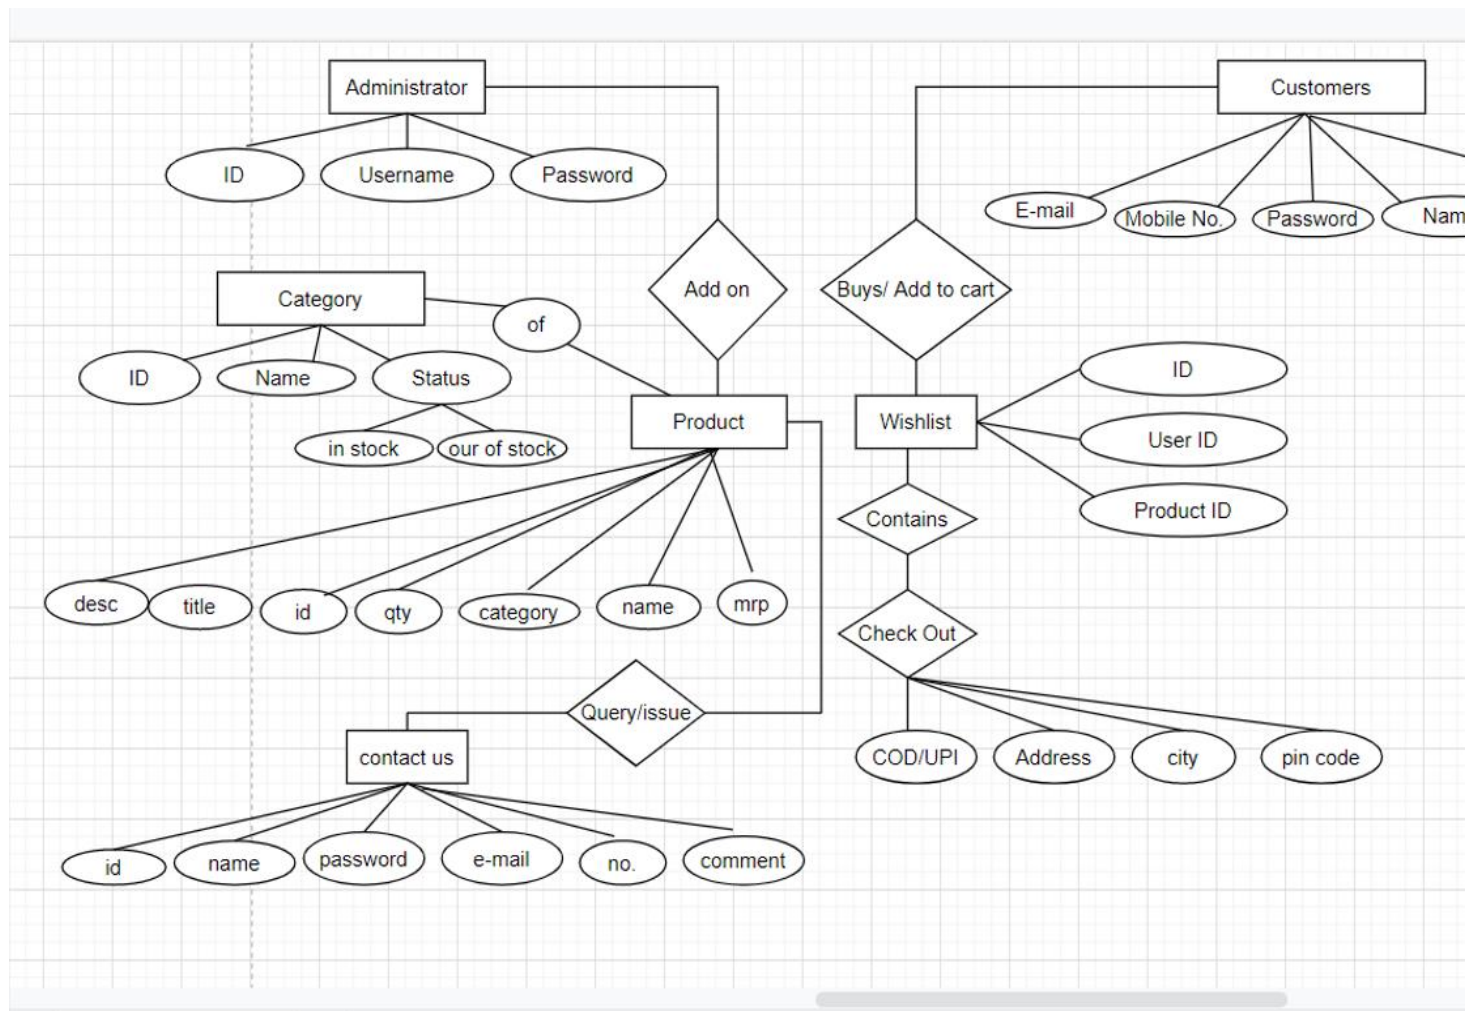 Administrator
Customers
ID
Username
Password
E-mail
Mobile No.
Password
Nam
Add on
Buys/ Add to cart
Category
of
ID
Name
Status
ID
in stock
our of stock
Product
Wishlist
User ID
Product ID
Contains
desc
title
id
qty
category
name
mrp
Check Out
Query/issue
contact us
COD/UPI
Address
city
pin code
id
name
password
e-mail
no.
comment